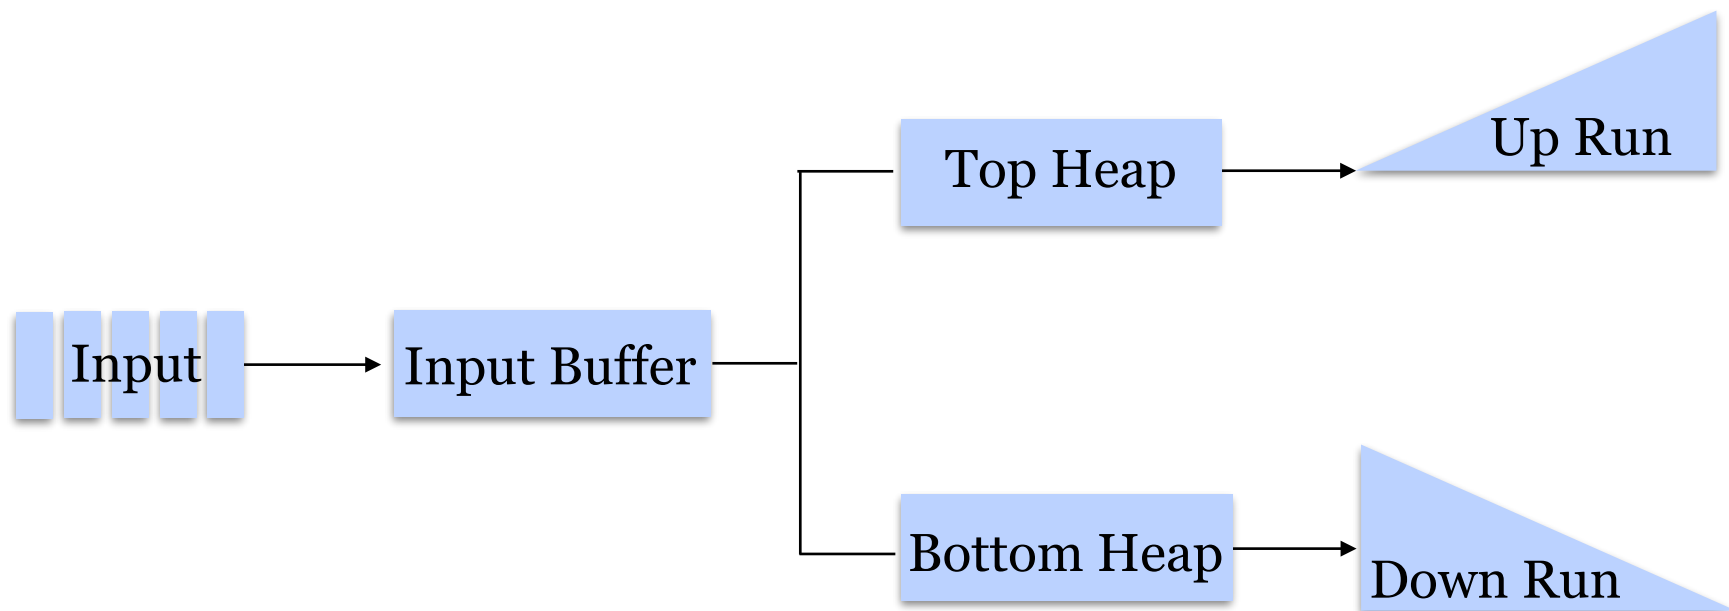 Up Run
Top Heap
Input
Input Buffer
Bottom Heap
Down Run